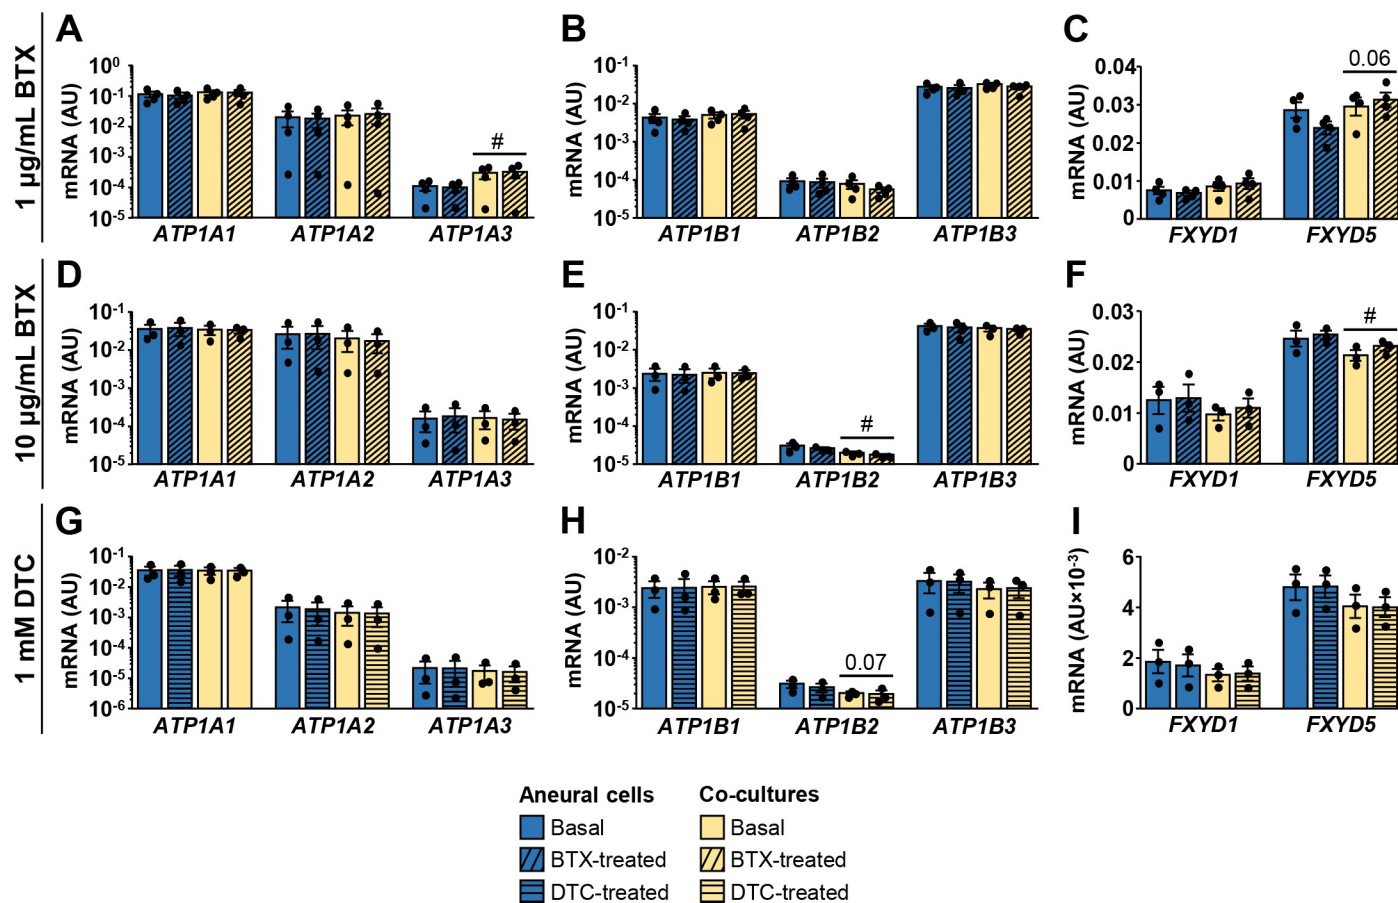 1 µg/mL BTX
A
mRNA (AU)
10⁰
10⁻¹
10⁻²
10⁻³
10⁻⁴
10⁻⁵
#
ATP1A1 ATP1A2 ATP1A3
B
mRNA (AU)
10⁻¹
10⁻²
10⁻³
10⁻⁴
10⁻⁵
ATP1B1 ATP1B2 ATP1B3
C
mRNA (AU)
0.04
0.03
0.02
0.01
0
0.06
FXYD1 FXYD5
10 µg/mL BTX
D
mRNA (AU)
10⁻¹
10⁻²
10⁻³
10⁻⁴
10⁻⁵
ATP1A1 ATP1A2 ATP1A3
E
mRNA (AU)
10⁻¹
10⁻²
10⁻³
10⁻⁴
10⁻⁵
#
ATP1B1 ATP1B2 ATP1B3
F
mRNA (AU)
0.03
0.02
0.01
0
#
FXYD1 FXYD5
1 mM DTC
G
mRNA (AU)
10⁻¹
10⁻²
10⁻³
10⁻⁴
10⁻⁵
10⁻⁶
ATP1A1 ATP1A2 ATP1A3
H
mRNA (AU)
10⁻²
10⁻³
10⁻⁴
10⁻⁵
0.07
ATP1B1 ATP1B2 ATP1B3
I
mRNA (AU×10⁻³)
6
4
2
0
FXYD1 FXYD5
Aneural cells Co-cultures
Basal Basal
BTX-treated BTX-treated
DTC-treated DTC-treated